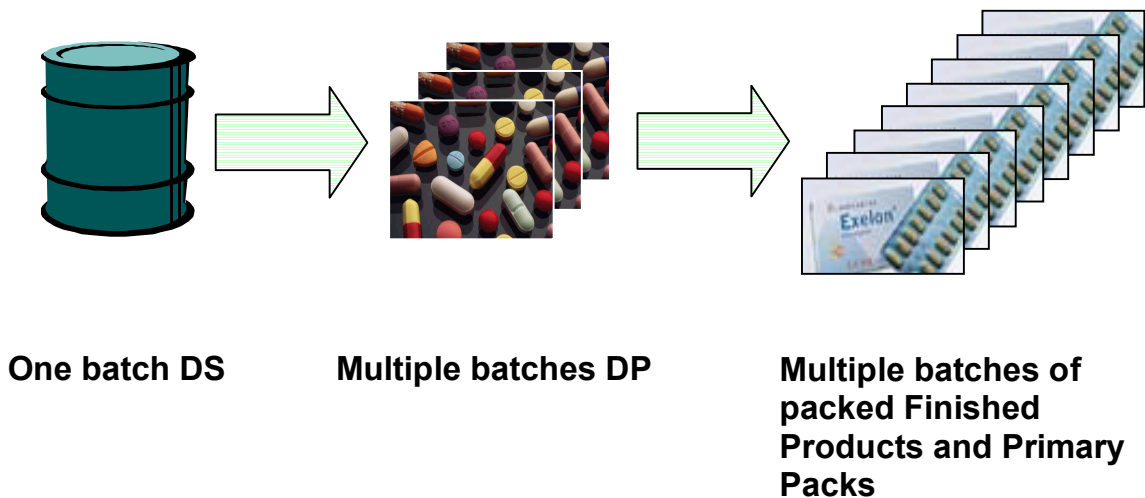 Exelon
One batch DS
Multiple batches DP
Multiple batches of
packed Finished
Products and Primary
Packs